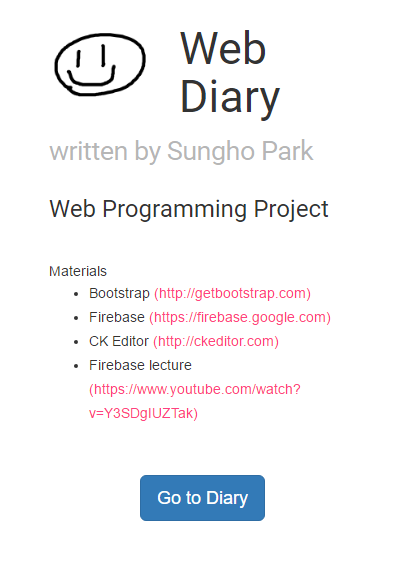 Web
Diary
written by Sungho Park
Web Programming Project
Materials
Bootstrap (http://getbootstrap.com)
Firebase (https://firebase.google.com)
CK Editor (http://ckeditor.com)
Firebase lecture
(https://www.youtube.com/watch?
v=Y3SDgIUZTak)
Go to Diary